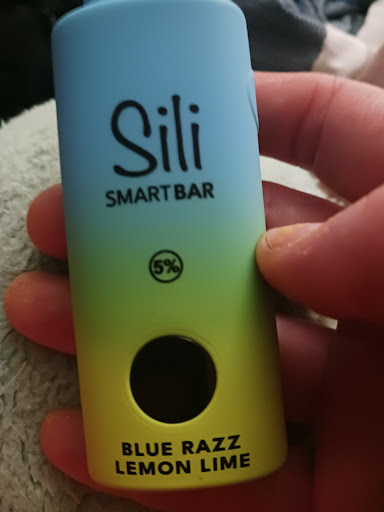 Sili
SMART BAR
5%
BLUE RAZZ
LEMON LIME